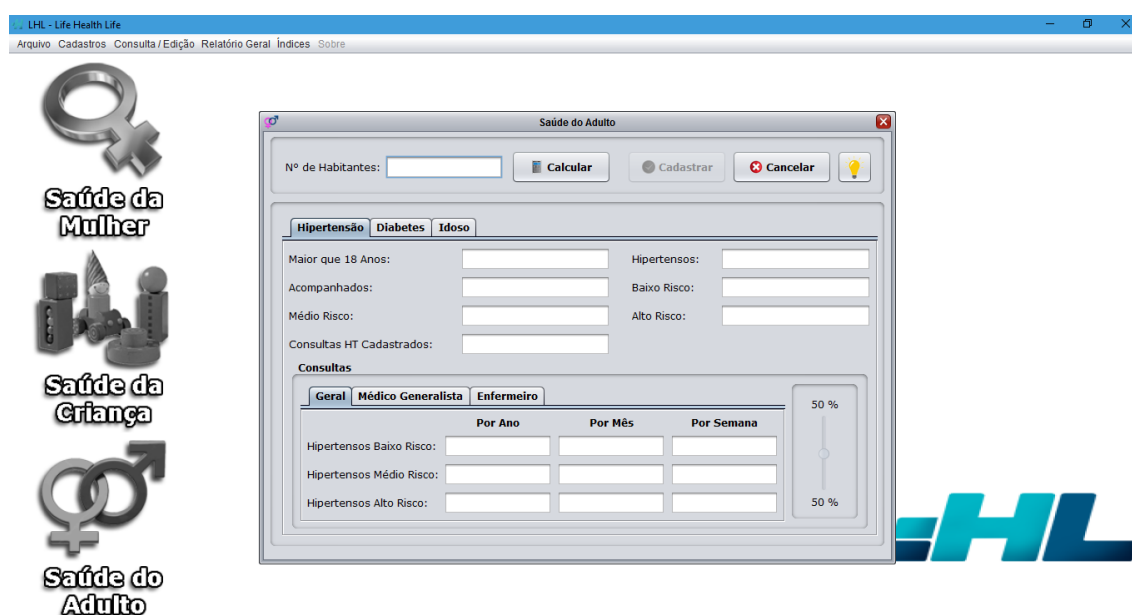 LHL - Life Health Life
Arquivo Cadastros Consulta / Edição Relatório Geral Índices Sobre
Saúde da
Mulher
Saúde da
Criança
Saúde do
Adulto
Saúde do Adulto
Nº de Habitantes: Calcular Cadastrar Cancelar
Hipertensão Diabetes Idoso
Maior que 18 Anos: Hipertensos:
Acompanhados: Baixo Risco:
Médio Risco: Alto Risco:
Consultas HT Cadastrados:
Consultas
Geral Médico Generalista Enfermeiro
50 %
Por Ano Por Mês Por Semana
Hipertensos Baixo Risco:
Hipertensos Médio Risco:
Hipertensos Alto Risco:
50 %
HL